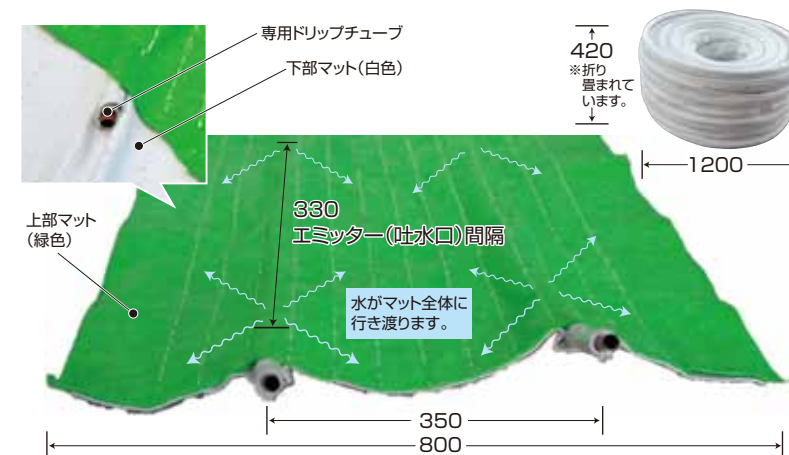 専用ドリップチューブ
下部マット(白色)
420
※折り
畳まれて
います。
1200
330
エミッター(吐水口)間隔
上部マット
(緑色)
水がマット全体に
行き渡ります。
350
800